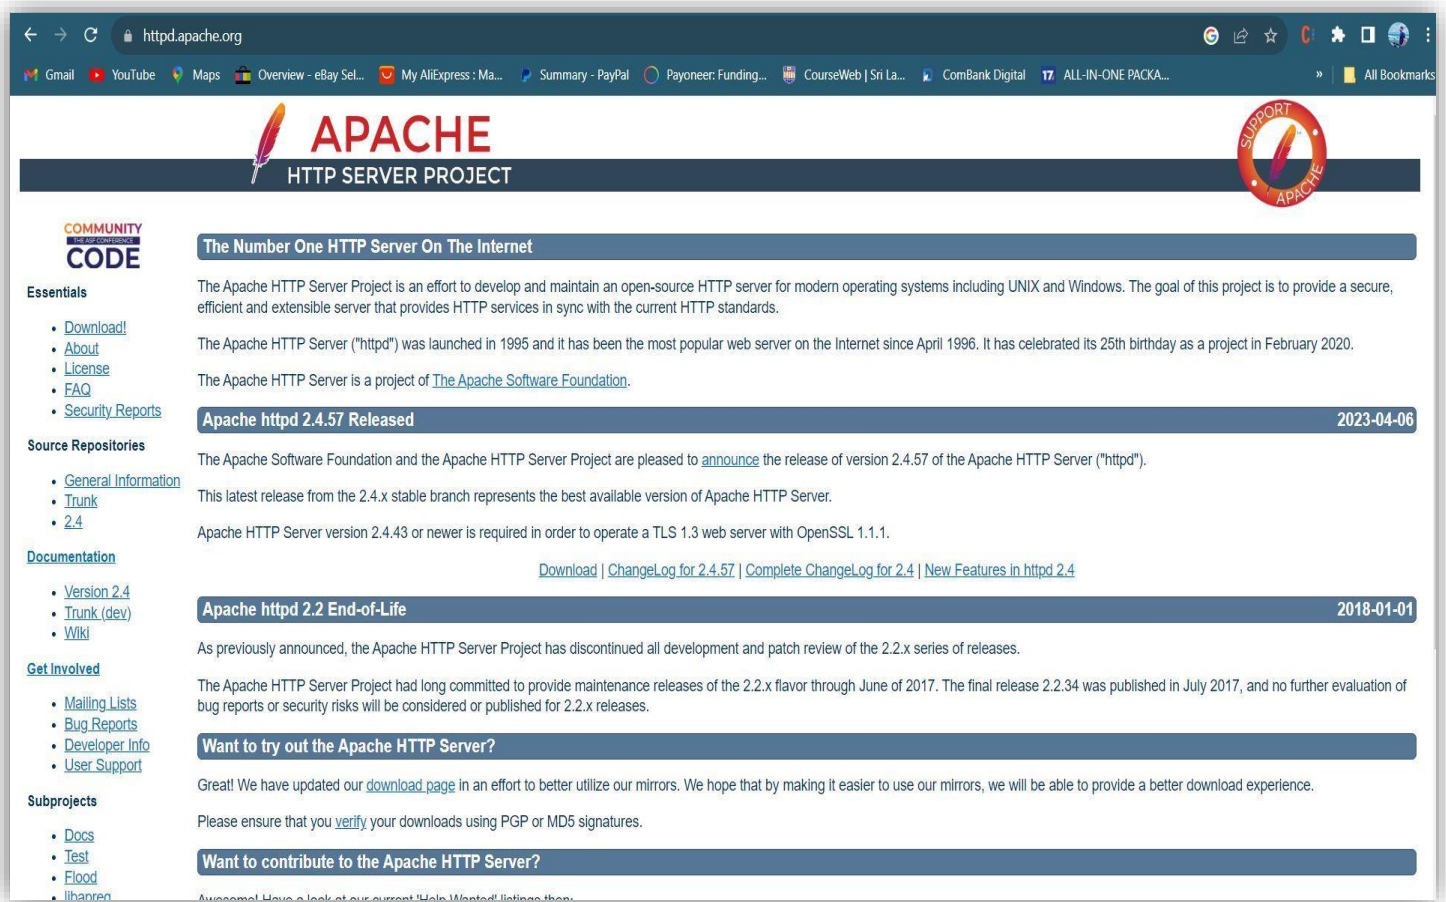 httpd.apache.org
Gmail YouTube Maps Overview - eBay Sel... My AliExpress : Ma... Summary - PayPal Payoneer: Funding... CourseWeb | Sri La... ComBank Digital 17. ALL-IN-ONE PACKA... » All Bookmarks
APACHE
HTTP SERVER PROJECT
SUPPORT
APACHE
COMMUNITY
THE ASF CONFERENCE
CODE
Essentials
Download!
About
License
FAQ
Security Reports
Source Repositories
General Information
Trunk
2.4
Documentation
Version 2.4
Trunk (dev)
Wiki
Get Involved
Mailing Lists
Bug Reports
Developer Info
User Support
Subprojects
Docs
Test
Flood
libapreq
The Number One HTTP Server On The Internet
The Apache HTTP Server Project is an effort to develop and maintain an open-source HTTP server for modern operating systems including UNIX and Windows. The goal of this project is to provide a secure,
efficient and extensible server that provides HTTP services in sync with the current HTTP standards.
The Apache HTTP Server ("httpd") was launched in 1995 and it has been the most popular web server on the Internet since April 1996. It has celebrated its 25th birthday as a project in February 2020.
The Apache HTTP Server is a project of The Apache Software Foundation.
Apache httpd 2.4.57 Released 2023-04-06
The Apache Software Foundation and the Apache HTTP Server Project are pleased to announce the release of version 2.4.57 of the Apache HTTP Server ("httpd").
This latest release from the 2.4.x stable branch represents the best available version of Apache HTTP Server.
Apache HTTP Server version 2.4.43 or newer is required in order to operate a TLS 1.3 web server with OpenSSL 1.1.1.
Download | ChangeLog for 2.4.57 | Complete ChangeLog for 2.4 | New Features in httpd 2.4
Apache httpd 2.2 End-of-Life 2018-01-01
As previously announced, the Apache HTTP Server Project has discontinued all development and patch review of the 2.2.x series of releases.
The Apache HTTP Server Project had long committed to provide maintenance releases of the 2.2.x flavor through June of 2017. The final release 2.2.34 was published in July 2017, and no further evaluation of
bug reports or security risks will be considered or published for 2.2.x releases.
Want to try out the Apache HTTP Server?
Great! We have updated our download page in an effort to better utilize our mirrors. We hope that by making it easier to use our mirrors, we will be able to provide a better download experience.
Please ensure that you verify your downloads using PGP or MD5 signatures.
Want to contribute to the Apache HTTP Server?
Awesome! Have a look at our current 'Help Wanted' listings then: